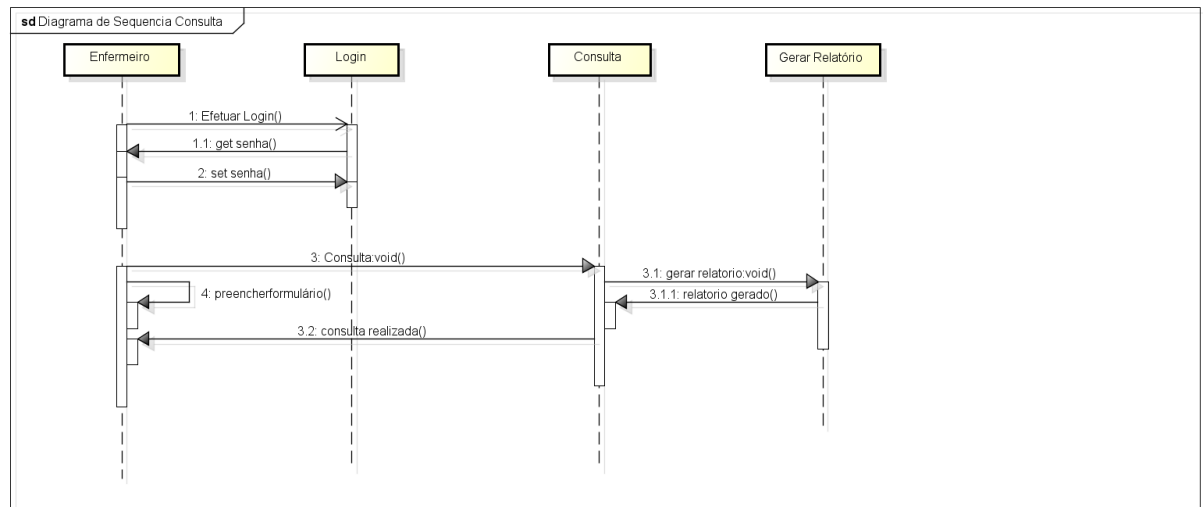 sd Diagrama de Sequencia Consulta
Enfermeiro
Login
Consulta
Gerar Relatório
1: Efetuar Login()
1.1: get senha()
2: set senha()
3: Consulta:void()
3.1: gerar relatorio:void()
4: preencherformulário()
3.1.1: relatorio gerado()
3.2: consulta realizada()